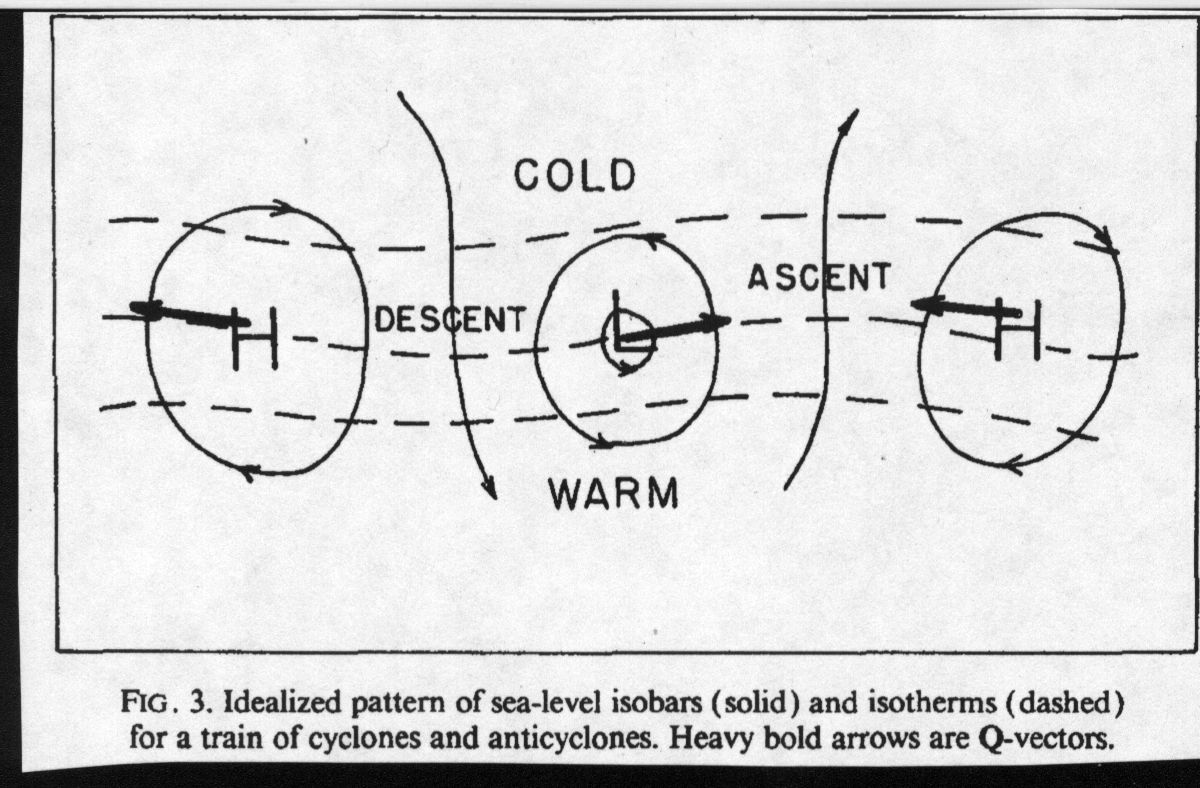 COLD
ASCENT
DESCENT
H L H
WARM
FIG. 3. Idealized pattern of sea-level isobars (solid) and isotherms (dashed)
for a train of cyclones and anticyclones. Heavy bold arrows are Q-vectors.